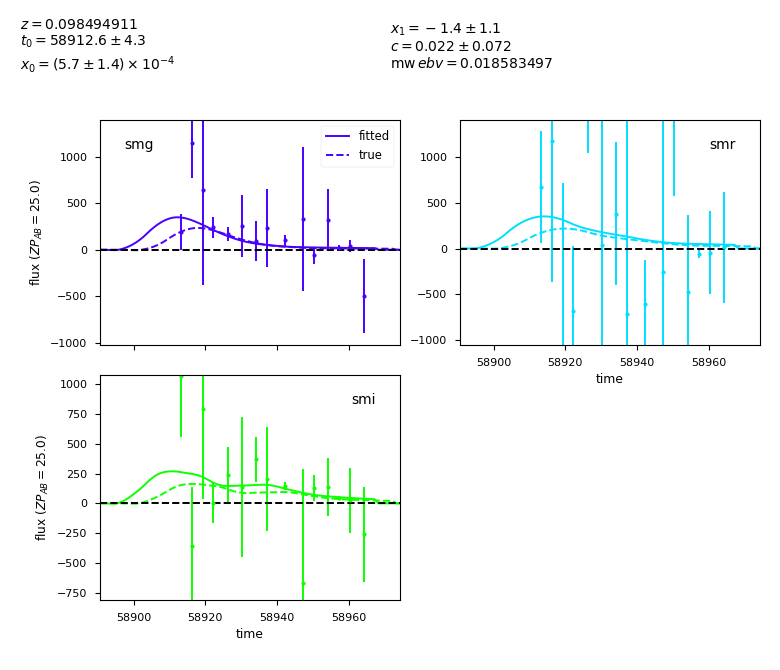 z = 0.098494911
t₀ = 58912.6 ± 4.3
x₀ = (5.7 ± 1.4) × 10⁻⁴
x₁ = −1.4 ± 1.1
c = 0.022 ± 0.072
mw ebv = 0.018583497
smg
fitted
true
1000
500
0
−500
−1000
flux (ZP_AB = 25.0)
smr
1000
500
0
−500
−1000
58900 58920 58940 58960
time
smi
1000
750
500
250
0
−250
−500
−750
flux (ZP_AB = 25.0)
58900 58920 58940 58960
time